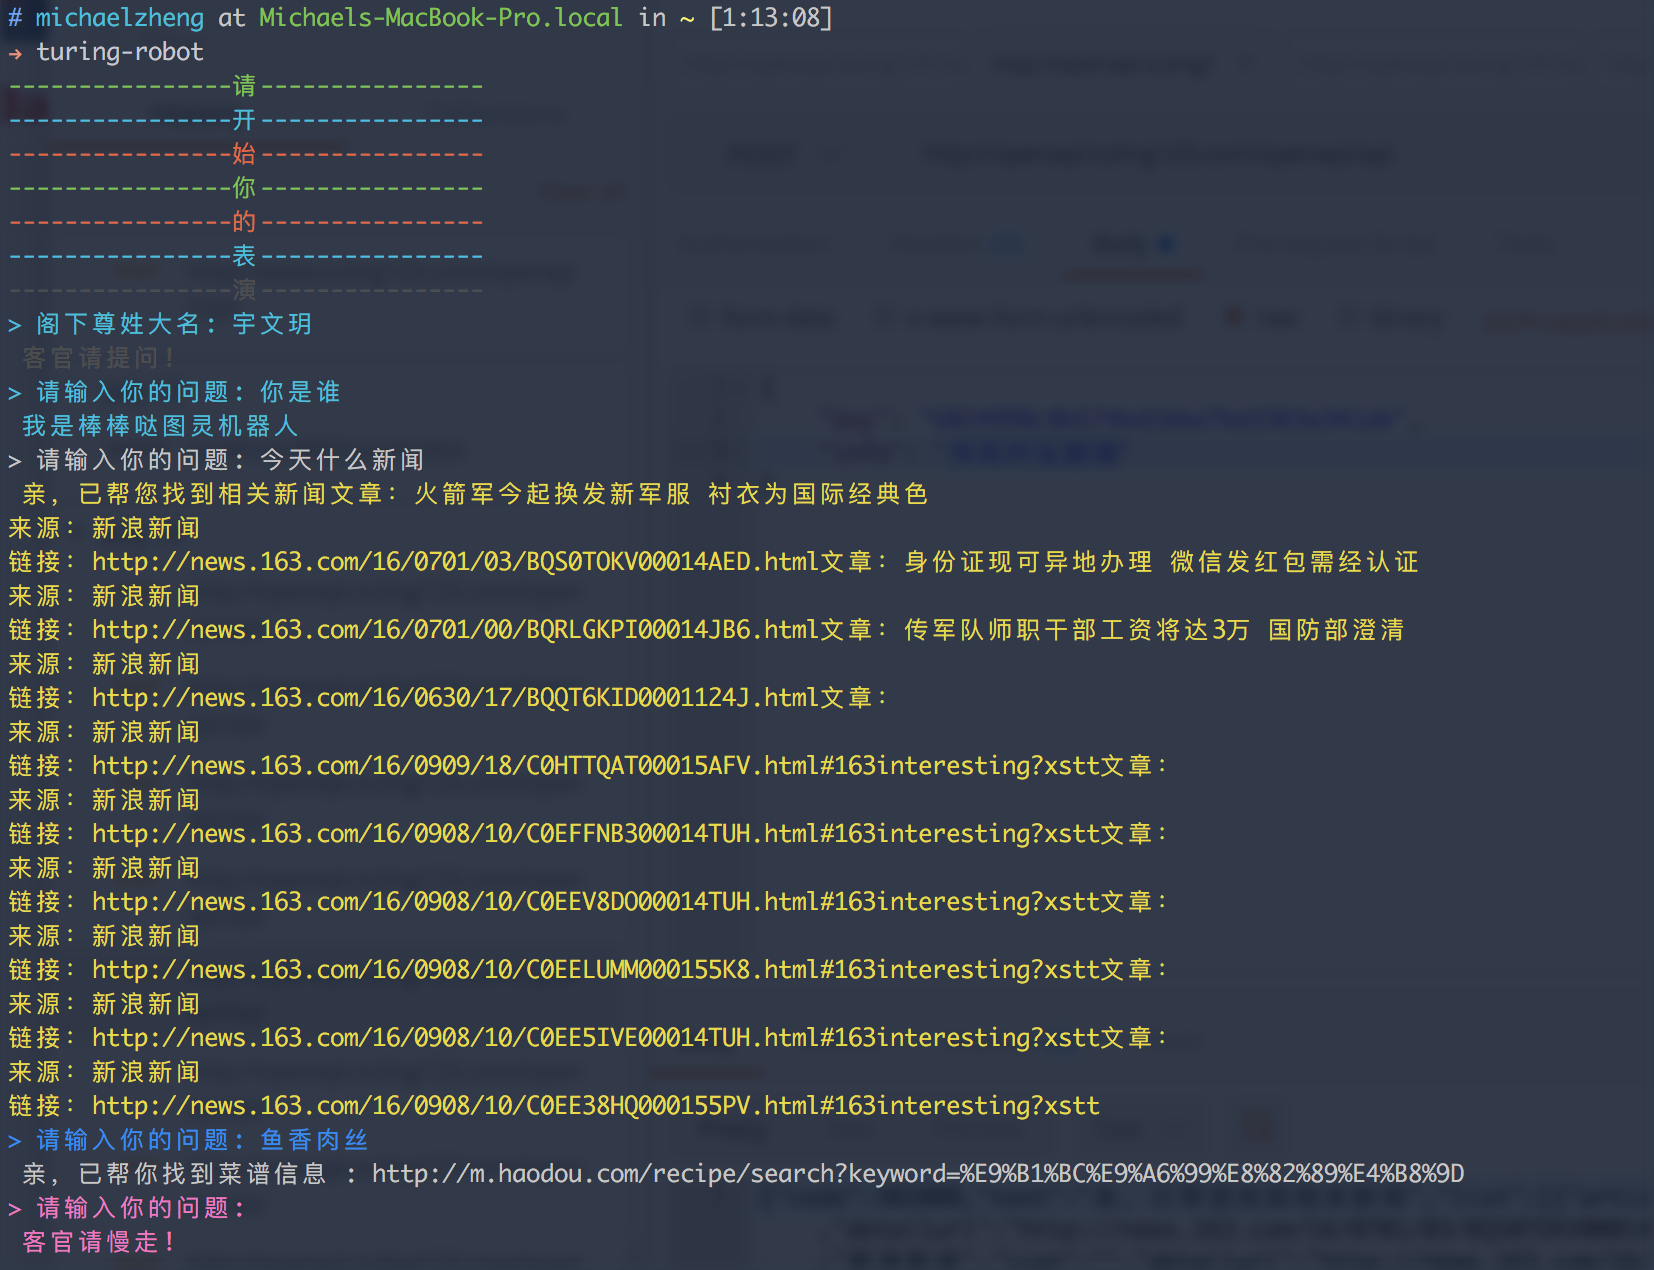 # michaelzheng at Michaels-MacBook-Pro.local in ~ [1:13:08]
→ turing-robot
----------------请----------------
----------------开----------------
----------------始----------------
----------------你----------------
----------------的----------------
----------------表----------------
----------------演----------------
> 阁下尊姓大名: 宇文玥
客官请提问!
> 请输入你的问题: 你是谁
我是棒棒哒图灵机器人
> 请输入你的问题: 今天什么新闻
亲, 已帮您找到相关新闻文章: 火箭军今起换发新军服 衬衣为国际经典色
来源: 新浪新闻
链接: http://news.163.com/16/0701/03/BQS0TOKV00014AED.html文章: 身份证现可异地办理 微信发红包需经认证
来源: 新浪新闻
链接: http://news.163.com/16/0701/00/BQRLGKPI00014JB6.html文章: 传军队师职干部工资将达3万 国防部澄清
来源: 新浪新闻
链接: http://news.163.com/16/0630/17/BQQT6KID0001124J.html文章:
来源: 新浪新闻
链接: http://news.163.com/16/0909/18/C0HTTQAT00015AFV.html#163interesting?xstt文章:
来源: 新浪新闻
链接: http://news.163.com/16/0908/10/C0EFFNB300014TUH.html#163interesting?xstt文章:
来源: 新浪新闻
链接: http://news.163.com/16/0908/10/C0EEV8DO00014TUH.html#163interesting?xstt文章:
来源: 新浪新闻
链接: http://news.163.com/16/0908/10/C0EELUMM000155K8.html#163interesting?xstt文章:
来源: 新浪新闻
链接: http://news.163.com/16/0908/10/C0EE5IVE00014TUH.html#163interesting?xstt文章:
来源: 新浪新闻
链接: http://news.163.com/16/0908/10/C0EE38HQ000155PV.html#163interesting?xstt
> 请输入你的问题: 鱼香肉丝
亲, 已帮你找到菜谱信息 : http://m.haodou.com/recipe/search?keyword=%E9%B1%BC%E9%A6%99%E8%82%89%E4%B8%9D
> 请输入你的问题:
客官请慢走!